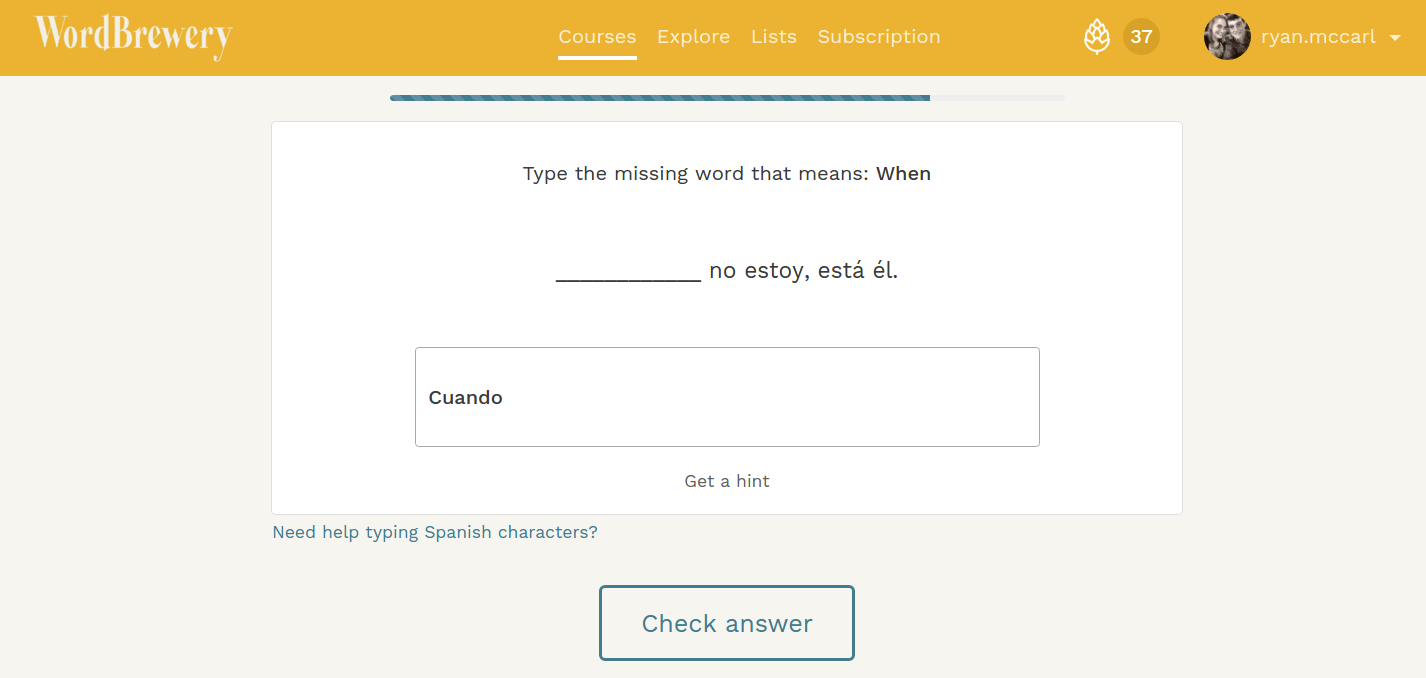 WordBrewery
Courses Explore Lists Subscription 37 ryan.mccarl
Type the missing word that means: When
____________ no estoy, está él.
Cuando
Get a hint
Need help typing Spanish characters?
Check answer